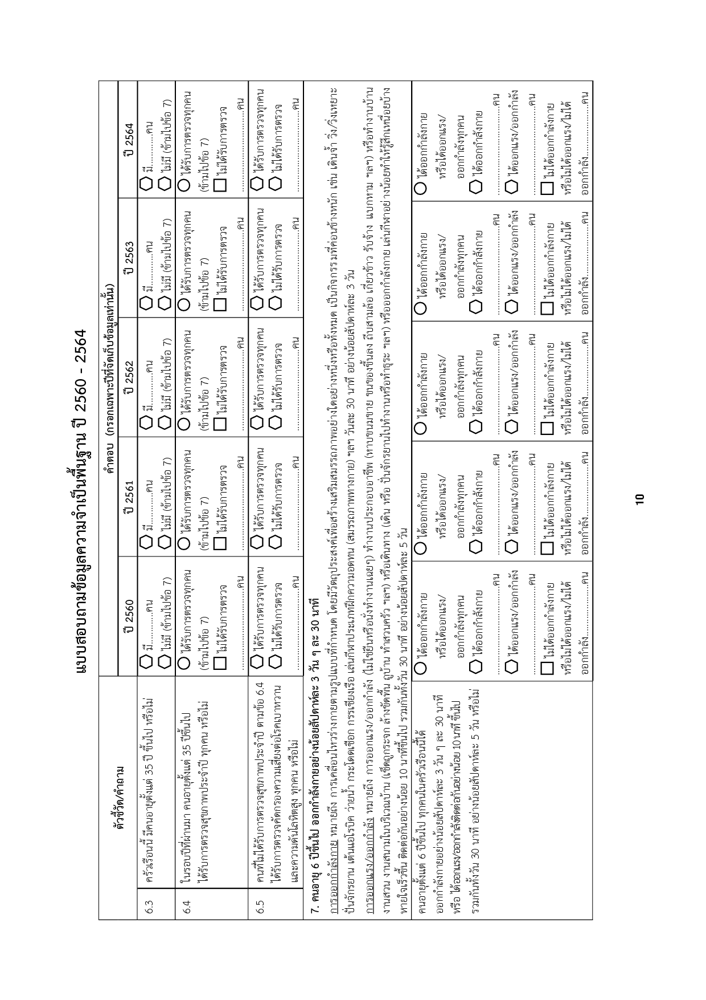 แบบสอบถามข้อมูลความจำเป็นพื้นฐาน ปี 2560 - 2564
ตัวชี้วัด/คำถาม
คำตอบ (กรอกเฉพาะปีที่จัดเก็บข้อมูลเท่านั้น)
ปี 2560 ปี 2561 ปี 2562 ปี 2563 ปี 2564
6.3 ครัวเรือนนี้ มีคนอายุตั้งแต่ 35 ปี ขึ้นไป หรือไม่
มี............คน มี............คน มี............คน มี............คน มี............คน
ไม่มี (ข้ามไปข้อ 7) ไม่มี (ข้ามไปข้อ 7) ไม่มี (ข้ามไปข้อ 7) ไม่มี (ข้ามไปข้อ 7) ไม่มี (ข้ามไปข้อ 7)
6.4 ในรอบปีที่ผ่านมา คนอายุตั้งแต่ 35 ปีขึ้นไป
ได้รับการตรวจสุขภาพประจำปี ทุกคน หรือไม่
ได้รับการตรวจทุกคน ได้รับการตรวจทุกคน ได้รับการตรวจทุกคน ได้รับการตรวจทุกคน ได้รับการตรวจทุกคน
(ข้ามไปข้อ 7) (ข้ามไปข้อ 7) (ข้ามไปข้อ 7) (ข้ามไปข้อ 7) (ข้ามไปข้อ 7)
ไม่ได้รับการตรวจ ไม่ได้รับการตรวจ ไม่ได้รับการตรวจ ไม่ได้รับการตรวจ ไม่ได้รับการตรวจ
..............................คน ..............................คน ..............................คน ..............................คน ..............................คน
6.5 คนที่ไม่ได้รับการตรวจสุขภาพประจำปี ตามข้อ 6.4
ได้รับการตรวจคัดกรองความเสี่ยงต่อโรคเบาหวาน
และความดันโลหิตสูง ทุกคน หรือไม่
ได้รับการตรวจทุกคน ได้รับการตรวจทุกคน ได้รับการตรวจทุกคน ได้รับการตรวจทุกคน ได้รับการตรวจทุกคน
ไม่ได้รับการตรวจ ไม่ได้รับการตรวจ ไม่ได้รับการตรวจ ไม่ได้รับการตรวจ ไม่ได้รับการตรวจ
..............................คน ..............................คน ..............................คน ..............................คน ..............................คน
7. คนอายุ 6 ปีขึ้นไป ออกกำลังกายอย่างน้อยสัปดาห์ละ 3 วัน ๆ ละ 30 นาที
การออกกำลังกาย หมายถึง การเคลื่อนไหวร่างกายตามรูปแบบที่กำหนด โดยมีวัตถุประสงค์เพื่อสร้างเสริมสมรรถภาพอย่างใดอย่างหนึ่งหรือทั้งหมด เป็นกิจกรรมที่ค่อนข้างหนัก เช่น เดินจ้ำ วิ่ง/วิ่งเหยาะ
ปั่นจักรยาน เต้นแอโรบิค ว่ายน้ำ กระโดดเชือก กรรเชียงเรือ เล่นกีฬาประเภทฝึกความอดทน (สมรรถภาพทางกาย) ฯลฯ วันละ 30 นาที อย่างน้อยสัปดาห์ละ 3 วัน
การออกแรง/ออกกำลัง หมายถึง การออกแรง/ออกกำลัง (ไม่ใช่ยืนหรือนั่งทำงานเฉยๆ) ทำงานประกอบอาชีพ (หาบขนมขาย ขนของขึ้นลง ถีบสามล้อ เกี่ยวข้าว รับจ้าง แบกหาม ฯลฯ) หรือทำงานบ้าน
งานสวน งานสนามในบริเวณบ้าน (เช็ดถูกระจก ล้างขัดพื้น ถูบ้าน ทำสวนครัว ฯลฯ) หรือเดินทาง (เดิน หรือ ปั่นจักรยานไปทำงานหรือทำธุระ ฯลฯ) หรือออกกำลังกาย เล่นกีฬาอย่างน้อยทำให้รู้สึกเหนื่อยบ้าง
หายใจเร็วขึ้น ติดต่อกันอย่างน้อย 10 นาทีขึ้นไป รวมกันทั้งวัน 30 นาที อย่างน้อยสัปดาห์ละ 5 วัน
คนอายุตั้งแต่ 6 ปีขึ้นไป ทุกคนในครัวเรือนนี้ได้
ออกกำลังกายอย่างน้อยสัปดาห์ละ 3 วัน ๆ ละ 30 นาที
หรือ ได้ออกแรง/ออกกำลังติดต่อกันอย่างน้อย 10 นาที ขึ้นไป
รวมกันทั้งวัน 30 นาที อย่างน้อยสัปดาห์ละ 5 วัน หรือไม่
ได้ออกกำลังกาย ได้ออกกำลังกาย ได้ออกกำลังกาย ได้ออกกำลังกาย ได้ออกกำลังกาย
หรือได้ออกแรง/ หรือได้ออกแรง/ หรือได้ออกแรง/ หรือได้ออกแรง/ หรือได้ออกแรง/
ออกกำลังทุกคน ออกกำลังทุกคน ออกกำลังทุกคน ออกกำลังทุกคน ออกกำลังทุกคน
ได้ออกกำลังกาย ได้ออกกำลังกาย ได้ออกกำลังกาย ได้ออกกำลังกาย ได้ออกกำลังกาย
..............................คน ..............................คน ..............................คน ..............................คน ..............................คน
ได้ออกแรง/ออกกำลัง ได้ออกแรง/ออกกำลัง ได้ออกแรง/ออกกำลัง ได้ออกแรง/ออกกำลัง ได้ออกแรง/ออกกำลัง
..............................คน ..............................คน ..............................คน ..............................คน ..............................คน
ไม่ได้ออกกำลังกาย ไม่ได้ออกกำลังกาย ไม่ได้ออกกำลังกาย ไม่ได้ออกกำลังกาย ไม่ได้ออกกำลังกาย
หรือไม่ได้ออกแรง/ไม่ได้ หรือไม่ได้ออกแรง/ไม่ได้ หรือไม่ได้ออกแรง/ไม่ได้ หรือไม่ได้ออกแรง/ไม่ได้ หรือไม่ได้ออกแรง/ไม่ได้
ออกกำลัง..................คน ออกกำลัง..................คน ออกกำลัง..................คน ออกกำลัง..................คน ออกกำลัง..................คน
10